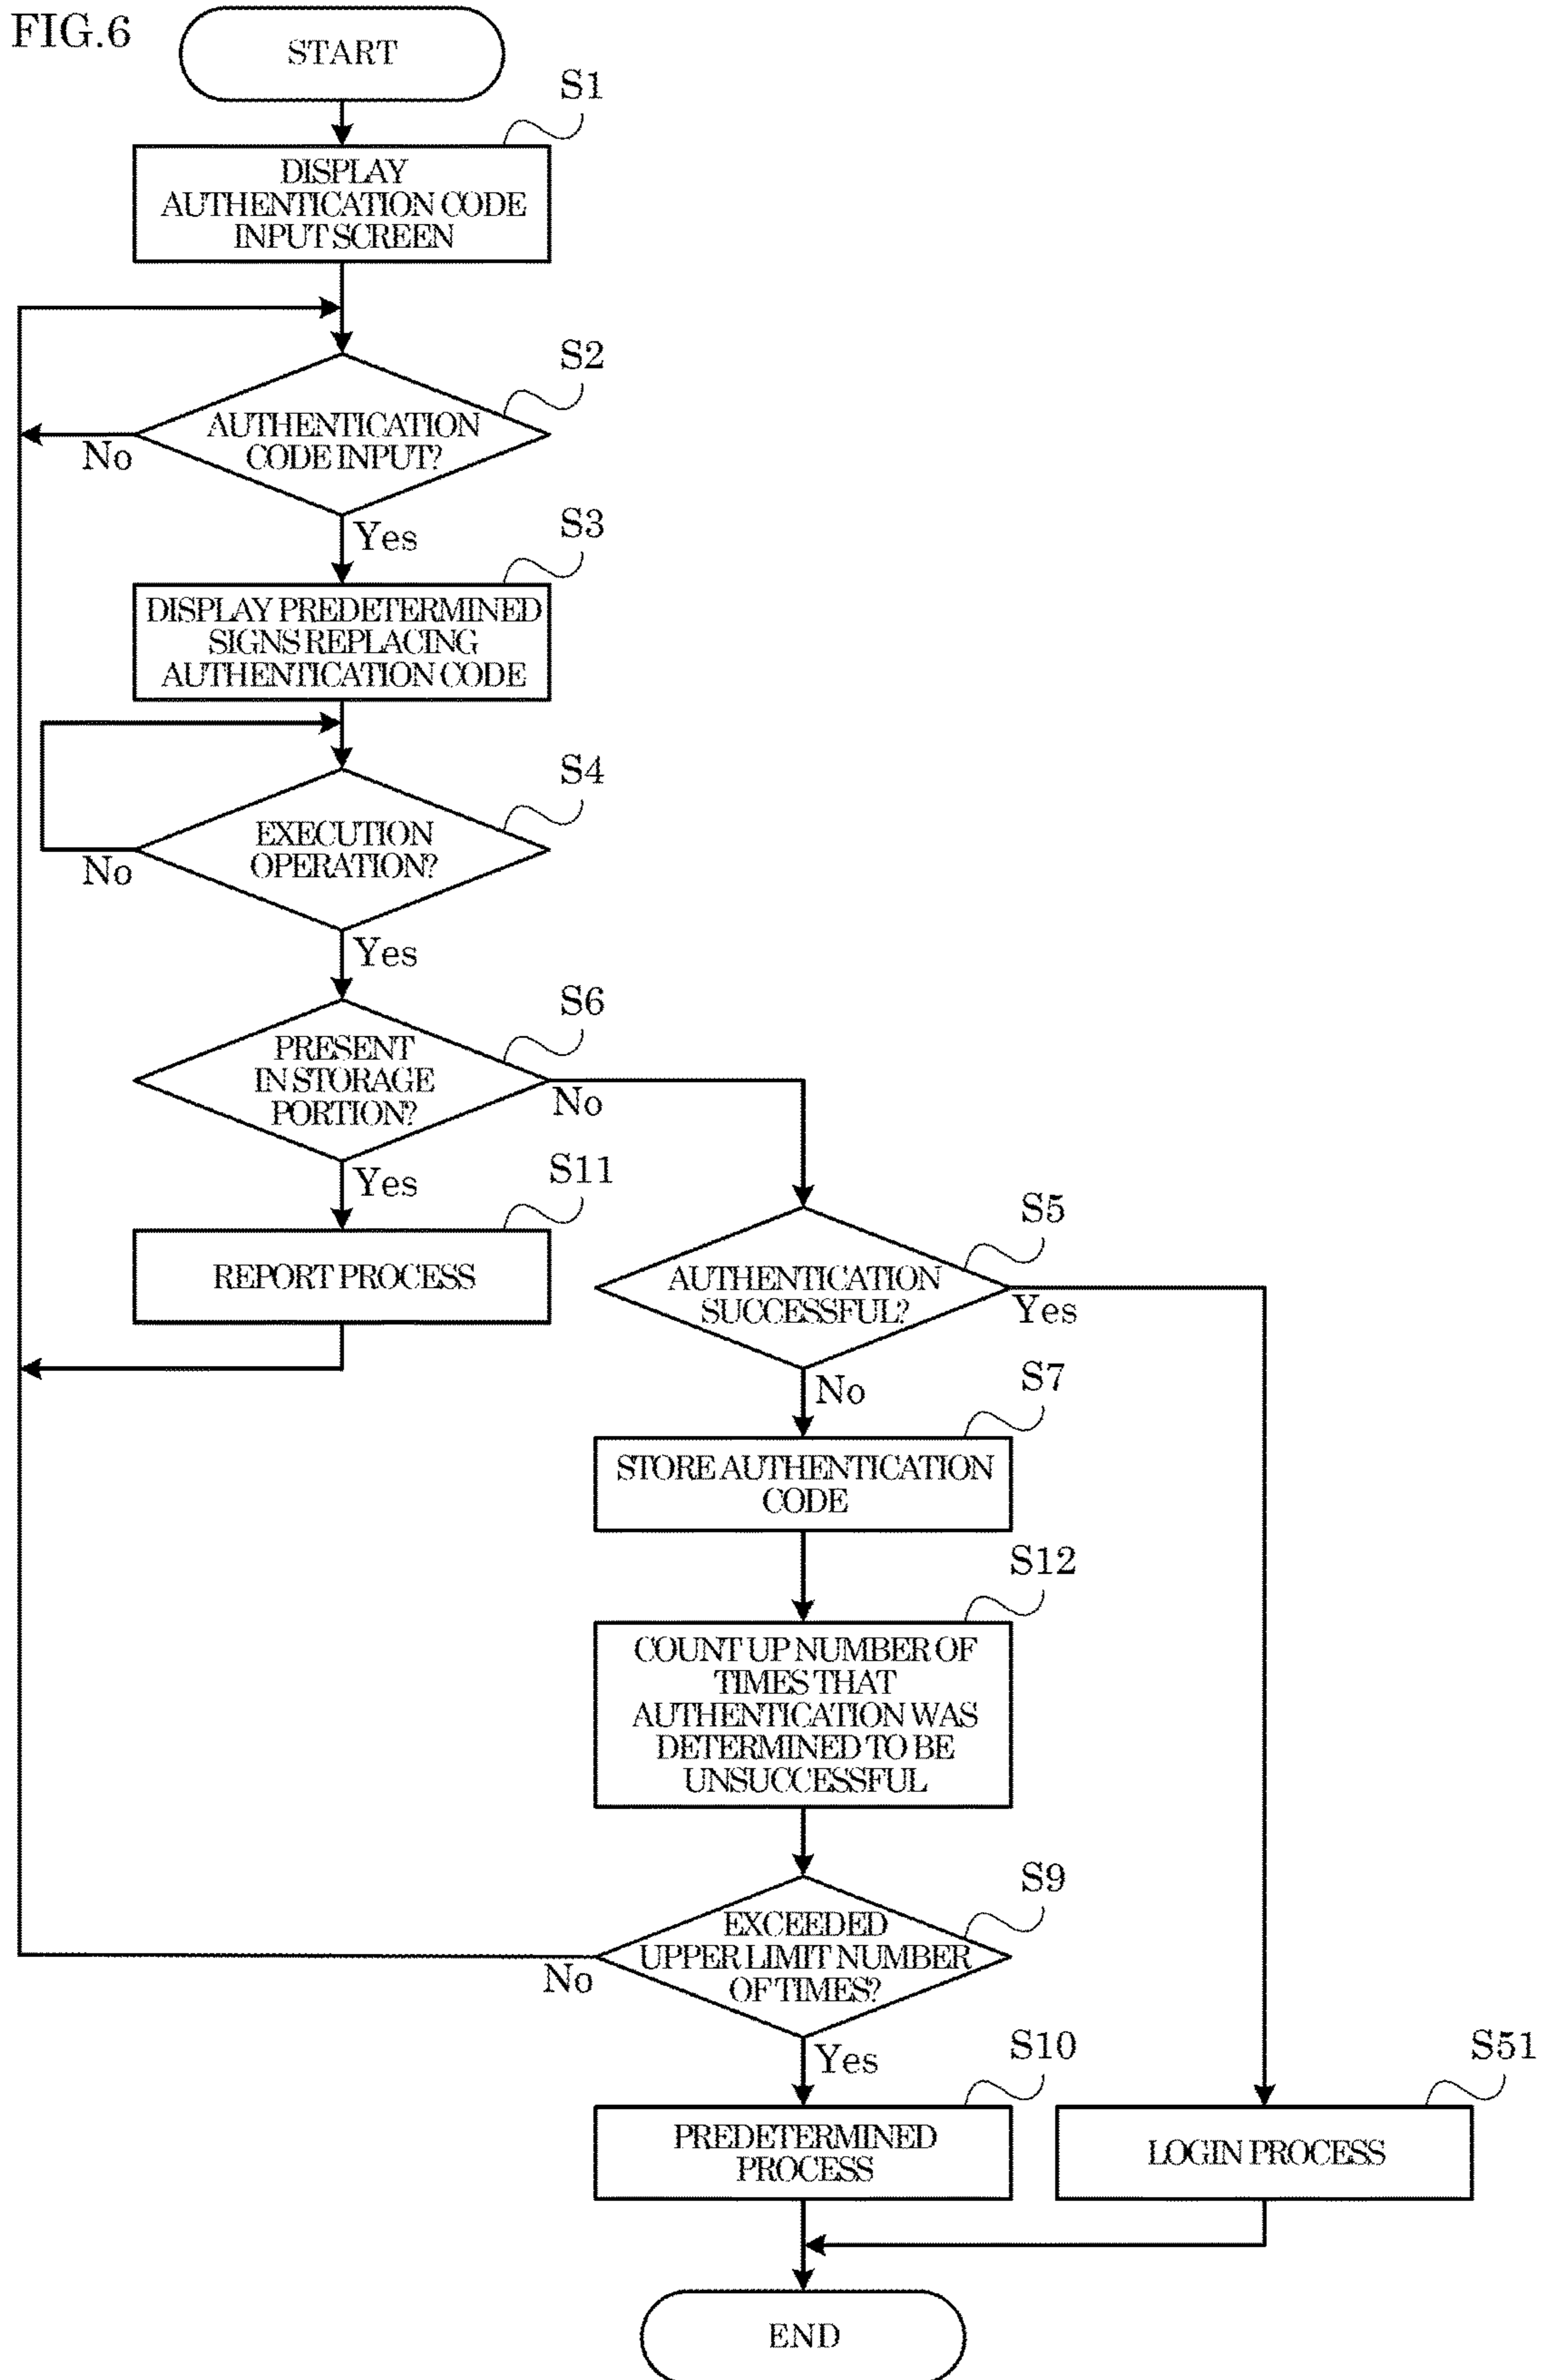 FIG.6
START
S1
DISPLAY
AUTHENTICATION CODE
INPUT SCREEN
S2
AUTHENTICATION
CODE INPUT?
No
Yes
S3
DISPLAY PREDETERMINED
SIGNS REPLACING
AUTHENTICATION CODE
S4
EXECUTION
OPERATION?
No
Yes
S6
PRESENT
IN STORAGE
PORTION?
No
Yes
S11
REPORT PROCESS
S5
AUTHENTICATION
SUCCESSFUL?
Yes
No
S7
STORE AUTHENTICATION
CODE
S12
COUNT UP NUMBER OF
TIMES THAT
AUTHENTICATION WAS
DETERMINED TO BE
UNSUCCESSFUL
S9
EXCEEDED
UPPER LIMIT NUMBER
OF TIMES?
No
Yes
S10
PREDETERMINED
PROCESS
S51
LOGIN PROCESS
END